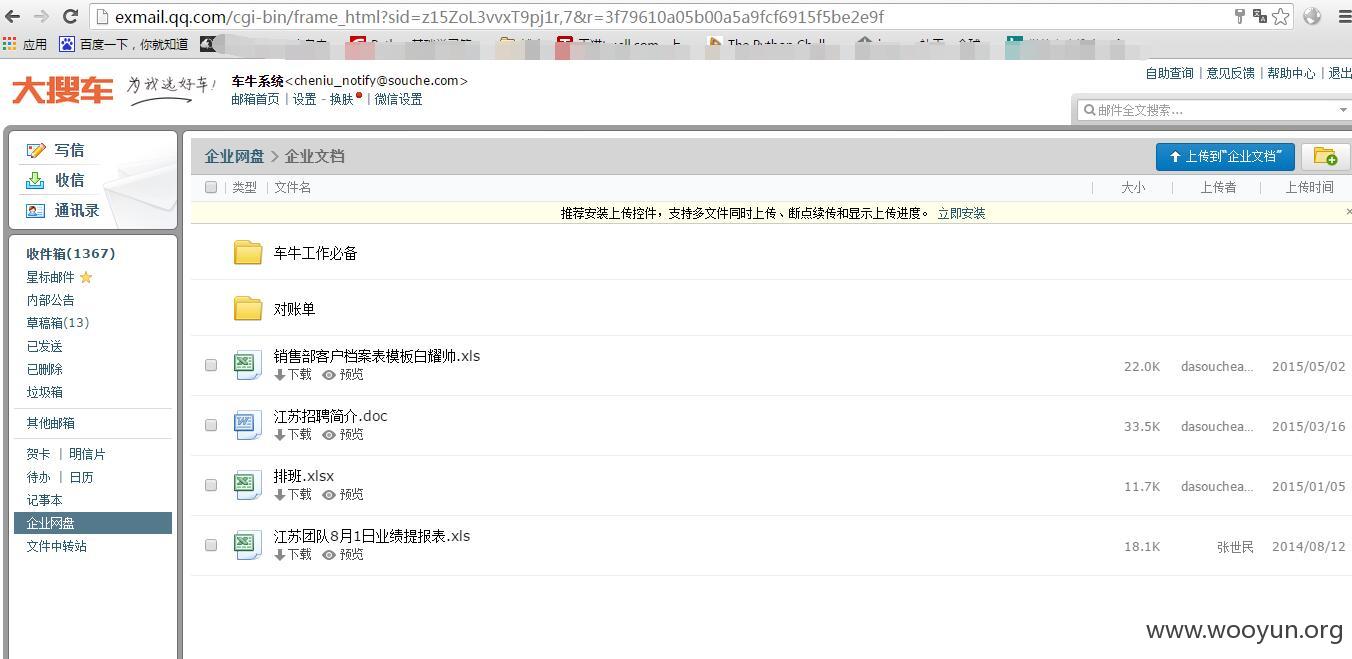 exmail.qq.com/cgi-bin/frame_html?sid=z15ZoL3vvxT9pj1r,7&r=3f79610a05b00a5a9fcf6915f5be2e9f
应用 百度一下，你就知道
大搜车 为我选好车！
车牛系统<cheniu_notify@souche.com>
邮箱首页 | 设置 - 换肤 | 微信设置
自助查询 | 意见反馈 | 帮助中心 | 退出
邮件全文搜索...
写信
收信
通讯录
收件箱(1367)
星标邮件
内部公告
草稿箱(13)
已发送
已删除
垃圾箱
其他邮箱
贺卡 | 明信片
待办 | 日历
记事本
企业网盘
文件中转站
企业网盘 > 企业文档
上传到"企业文档"
类型 | 文件名 | 大小 | 上传者 | 上传时间
推荐安装上传控件，支持多文件同时上传、断点续传和显示上传进度。 立即安装 ×
车牛工作必备
对账单
销售部客户档案表模板白耀帅.xls
下载 预览
22.0K dasouchea... 2015/05/02
江苏招聘简介.doc
下载 预览
33.5K dasouchea... 2015/03/16
排班.xlsx
下载 预览
11.7K dasouchea... 2015/01/05
江苏团队8月1日业绩提报表.xls
下载 预览
18.1K 张世民 2014/08/12
www.wooyun.org